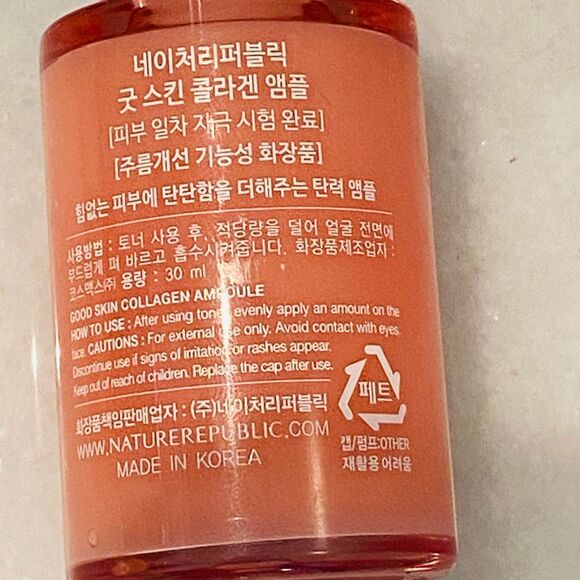 네이처리퍼블릭
굿 스킨 콜라겐 앰플
[피부 일차 자극 시험 완료]
[주름개선 기능성 화장품]
힘없는 피부에 탄탄함을 더해주는 탄력 앰플
사용방법 : 토너 사용 후, 적당량을 덜어 얼굴 전면에
부드럽게 펴 바르고 흡수시켜줍니다. 화장품제조업자 :
코스맥스㈜ 용량 : 30 ml
GOOD SKIN COLLAGEN AMPOULE
HOW TO USE : After using toner, evenly apply an amount on the
face. CAUTIONS : For external use only. Avoid contact with eyes.
Discontinue use if signs of irritation or rashes appear.
Keep out of reach of children. Replace the cap after use.
화장품책임판매업자 : (주)네이처리퍼블릭
WWW.NATUREREPUBLIC.COM
MADE IN KOREA
페트
캡/펌프:OTHER
재활용 어려움